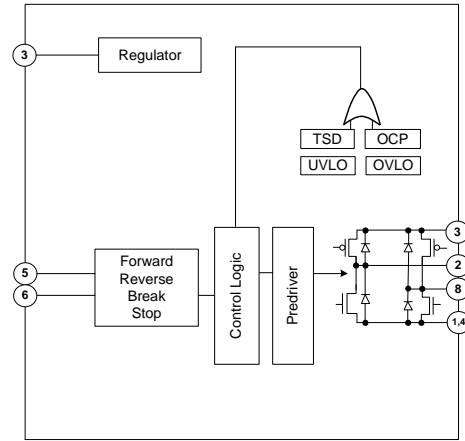 3
Regulator
TSD
OCP
UVLO
OVLO
3
5
6
Forward
Reverse
Break
Stop
Control Logic
Predriver
2
8
1,4